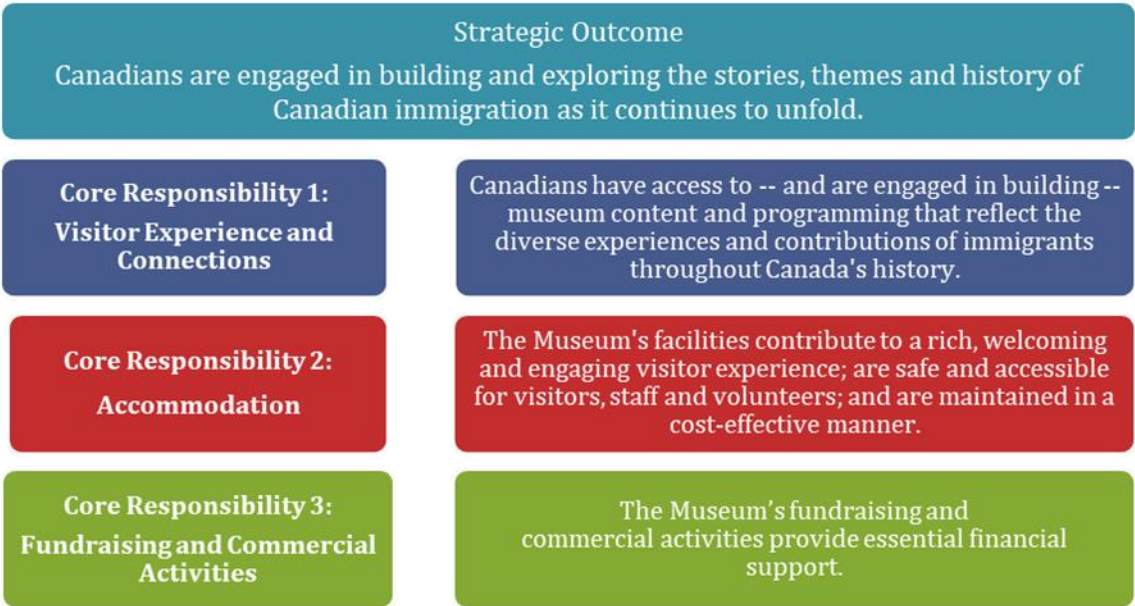 Strategic Outcome
Canadians are engaged in building and exploring the stories, themes and history of
Canadian immigration as it continues to unfold.
Core Responsibility 1:
Visitor Experience and
Connections
Canadians have access to -- and are engaged in building --
museum content and programming that reflect the
diverse experiences and contributions of immigrants
throughout Canada's history.
Core Responsibility 2:
Accommodation
The Museum's facilities contribute to a rich, welcoming
and engaging visitor experience; are safe and accessible
for visitors, staff and volunteers; and are maintained in a
cost-effective manner.
Core Responsibility 3:
Fundraising and Commercial
Activities
The Museum’s fundraising and
commercial activities provide essential financial
support.